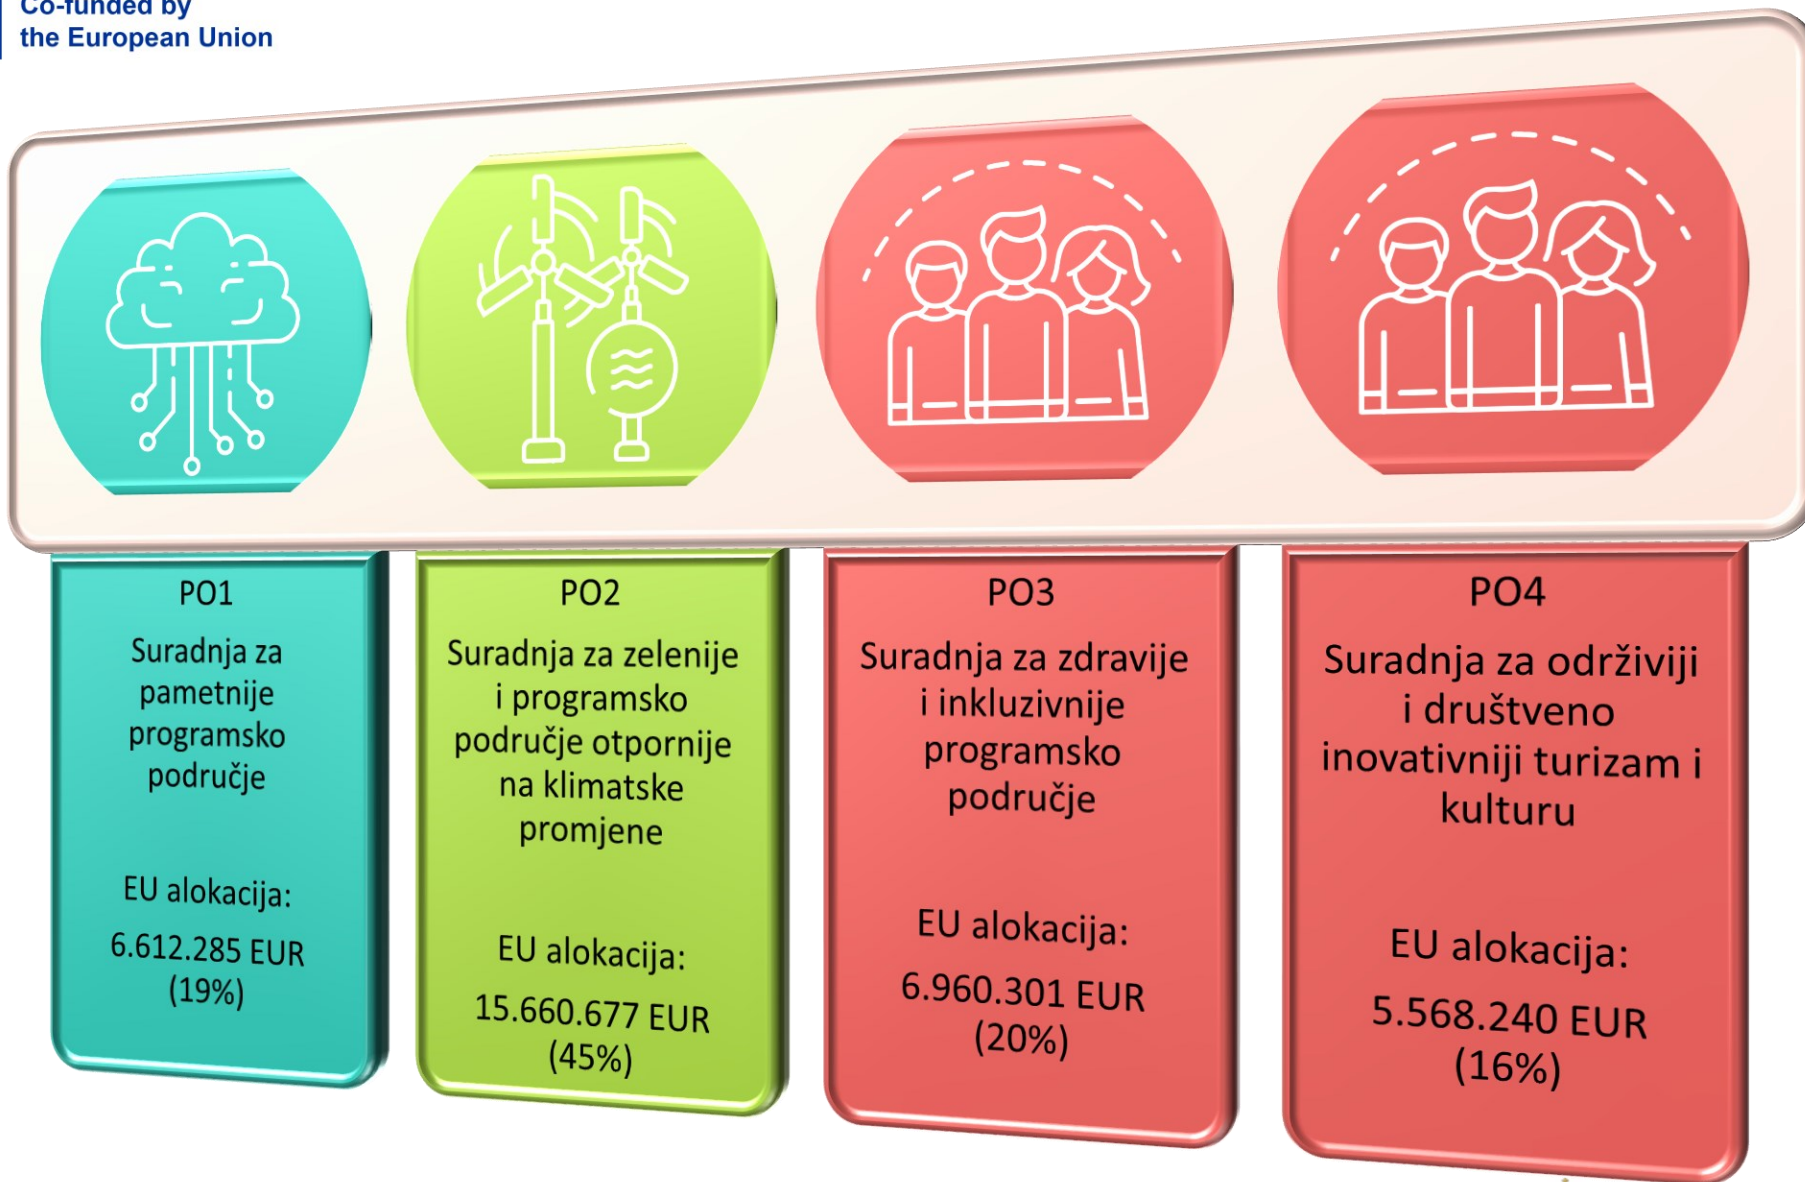 Co-funded by
the European Union
PO1
Suradnja za
pametnije
programsko
područje
EU alokacija:
6.612.285 EUR
(19%)
PO2
Suradnja za zelenije
i programsko
područje otpornije
na klimatske
promjene
EU alokacija:
15.660.677 EUR
(45%)
PO3
Suradnja za zdravije
i inkluzivnije
programsko
područje
EU alokacija:
6.960.301 EUR
(20%)
PO4
Suradnja za održiviji
i društveno
inovativniji turizam i
kulturu
EU alokacija:
5.568.240 EUR
(16%)